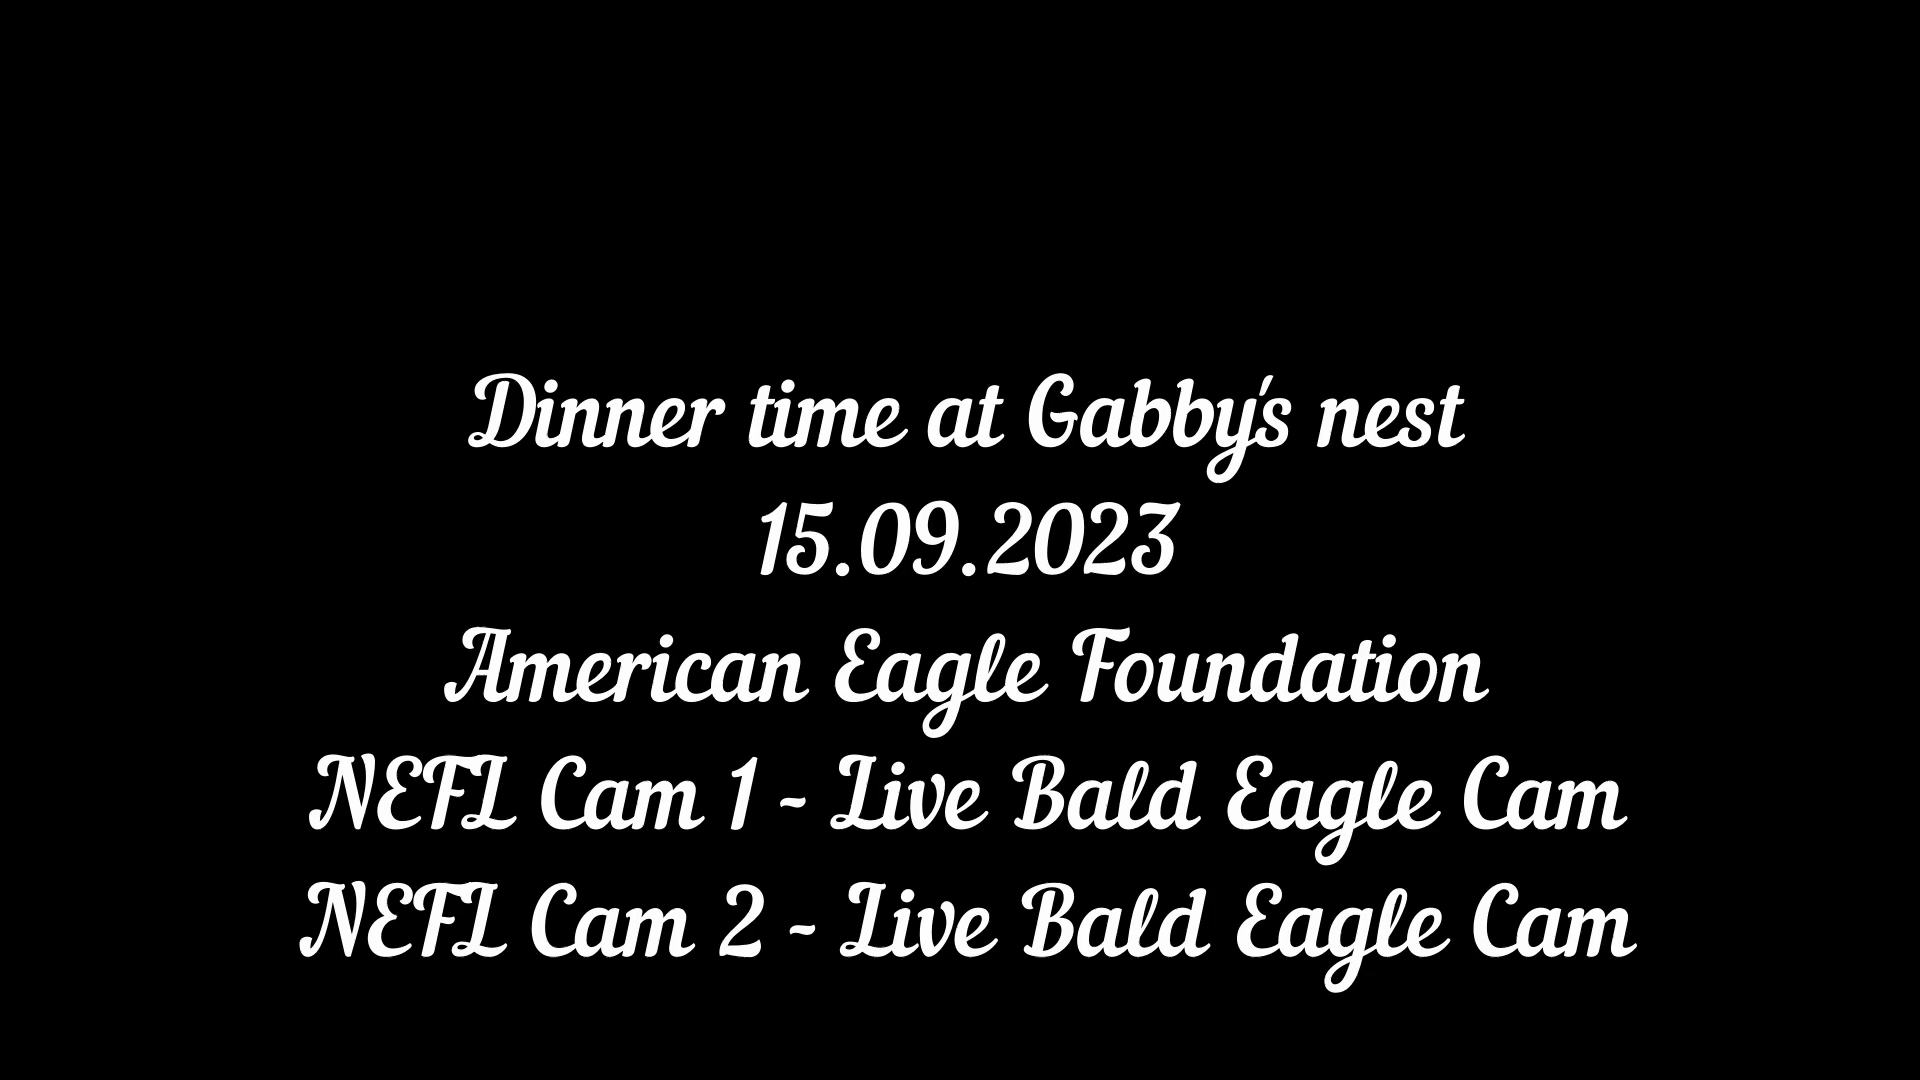 Dinner time at Gabby's nest
15.09.2023
American Eagle Foundation
NEFL Cam 1 - Live Bald Eagle Cam
NEFL Cam 2 - Live Bald Eagle Cam